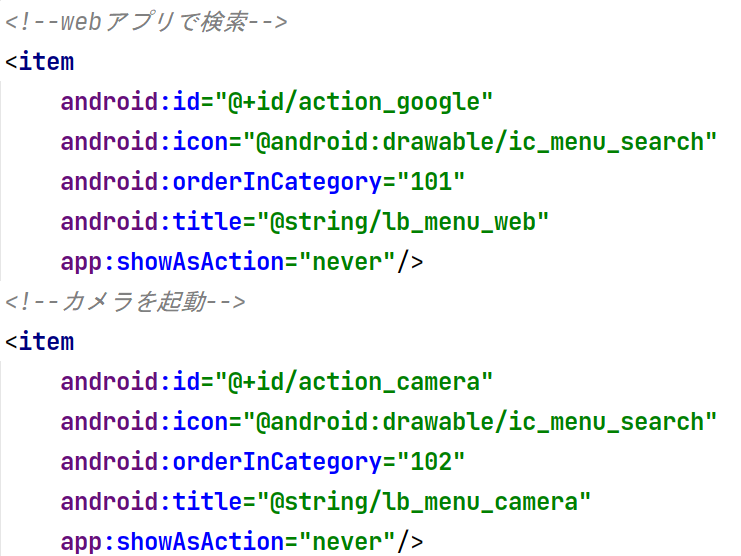 <!--webアプリで検索-->
<item
android:id="@+id/action_google"
android:icon="@android:drawable/ic_menu_search"
android:orderInCategory="101"
android:title="@string/lb_menu_web"
app:showAsAction="never"/>
<!--カメラを起動-->
<item
android:id="@+id/action_camera"
android:icon="@android:drawable/ic_menu_search"
android:orderInCategory="102"
android:title="@string/lb_menu_camera"
app:showAsAction="never"/>